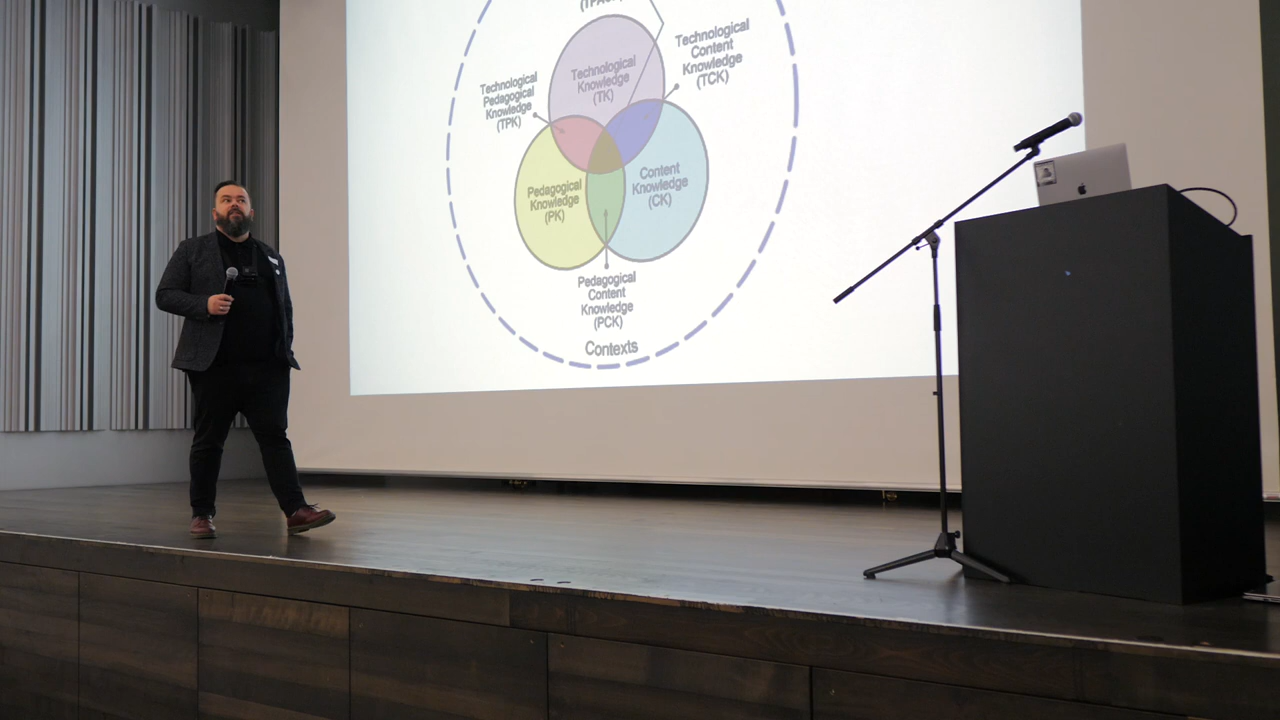 Technological
Content
Knowledge
(TCK)
Technological
Knowledge
(TK)
Technological
Pedagogical
Knowledge
(TPK)
Pedagogical
Knowledge
(PK)
Content
Knowledge
(CK)
Pedagogical
Content
Knowledge
(PCK)
Contexts